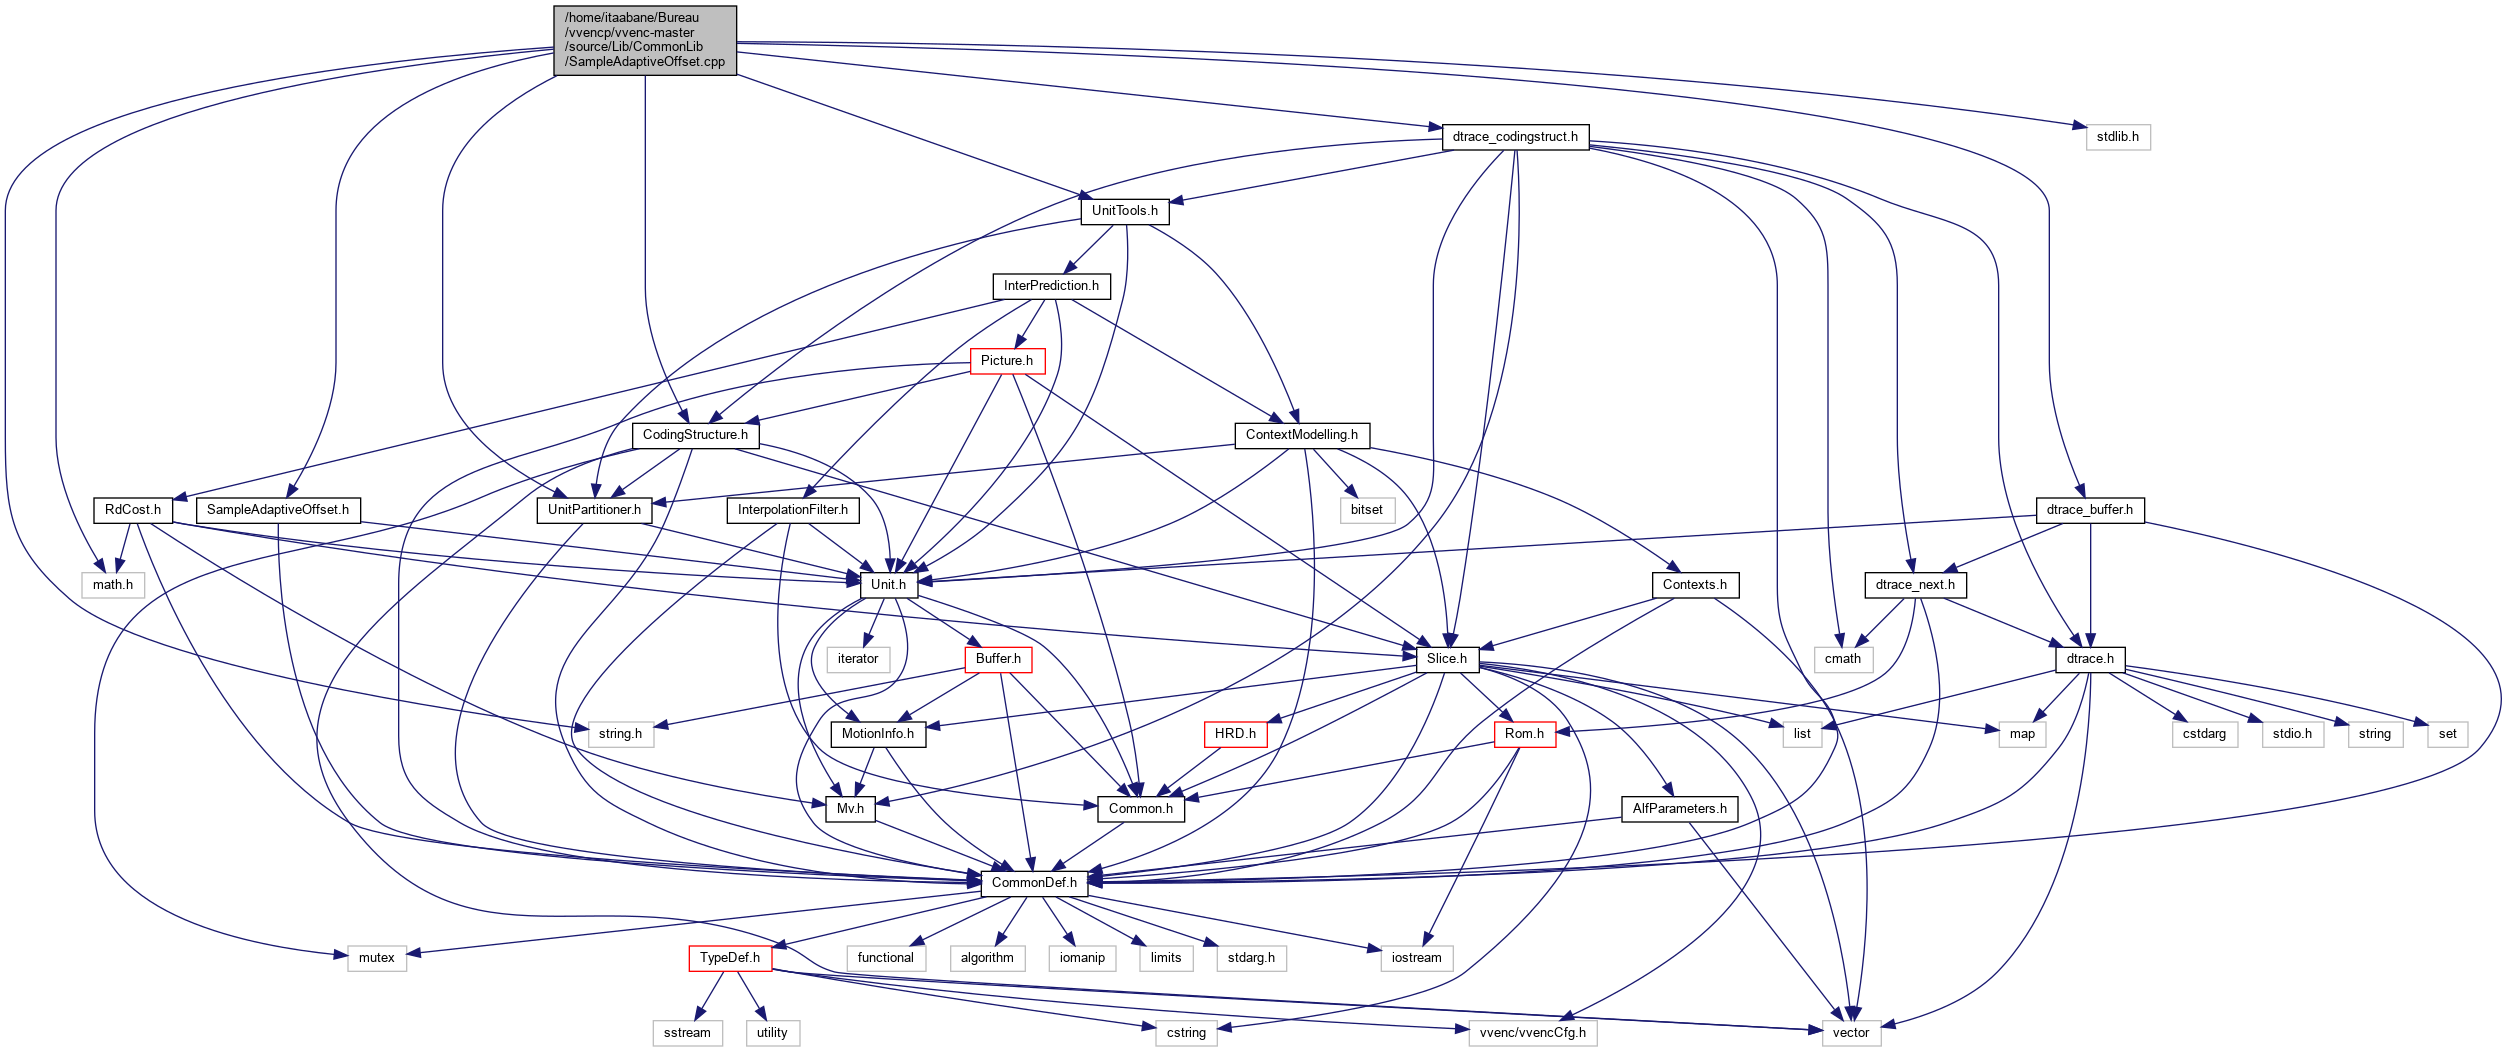 /home/itaabane/Bureau
/vvencp/vvenc-master
/source/Lib/CommonLib
/SampleAdaptiveOffset.cpp
dtrace_codingstruct.h
stdlib.h
UnitTools.h
InterPrediction.h
Picture.h
CodingStructure.h
ContextModelling.h
RdCost.h
SampleAdaptiveOffset.h
UnitPartitioner.h
InterpolationFilter.h
bitset
dtrace_buffer.h
math.h
Unit.h
Contexts.h
dtrace_next.h
iterator
Buffer.h
Slice.h
cmath
dtrace.h
string.h
MotionInfo.h
HRD.h
Rom.h
list
map
cstdarg
stdio.h
string
set
Mv.h
Common.h
AlfParameters.h
CommonDef.h
mutex
TypeDef.h
functional
algorithm
iomanip
limits
stdarg.h
iostream
sstream
utility
cstring
vvenc/vvencCfg.h
vector